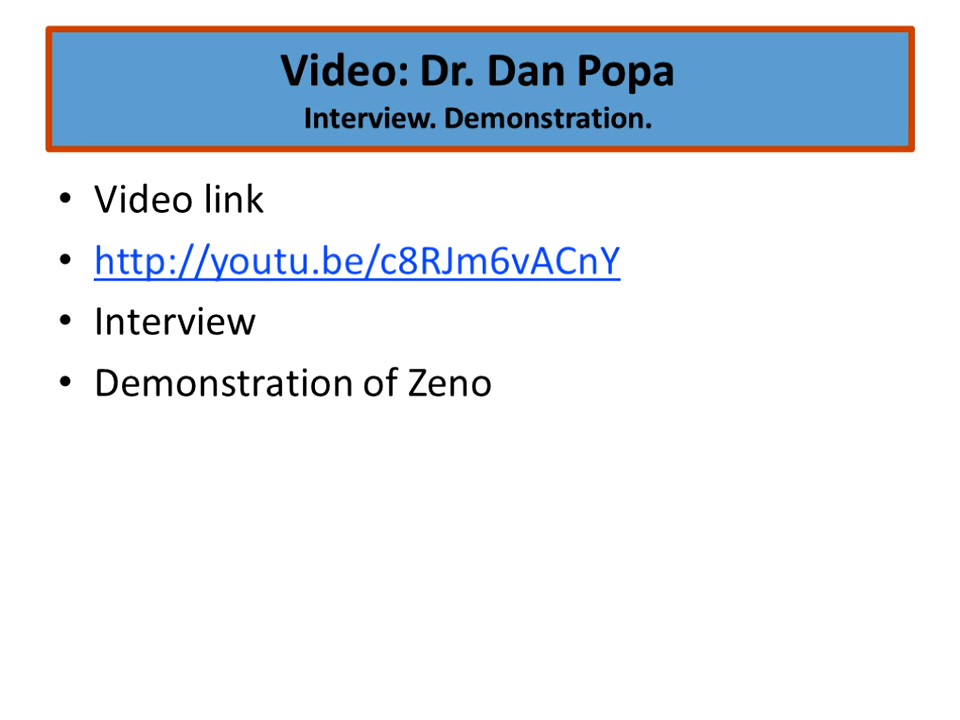 Video: Dr. Dan Popa
Interview. Demonstration.
• Video link
• http://youtu.be/c8RJm6vACnY
• Interview
• Demonstration of Zeno